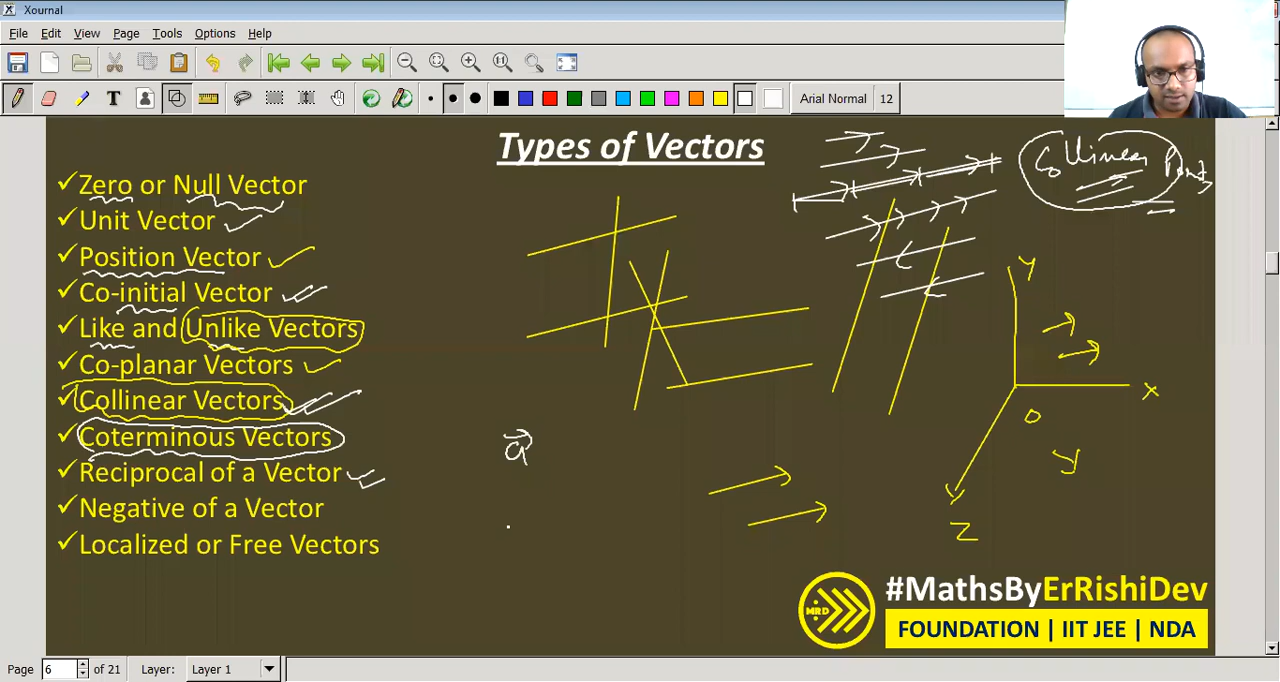 Xournal
File Edit View Page Tools Options Help
Arial Normal 12
Types of Vectors
Collinear Points
✓Zero or Null Vector
✓Unit Vector
✓Position Vector
✓Co-initial Vector
✓Like and Unlike Vectors
✓Co-planar Vectors
✓Collinear Vectors
✓Coterminous Vectors
✓Reciprocal of a Vector
✓Negative of a Vector
✓Localized or Free Vectors
a
Y
X
O
y
Z
MRD
#MathsByErRishiDev
FOUNDATION | IIT JEE | NDA
Page 6 of 21 Layer: Layer 1